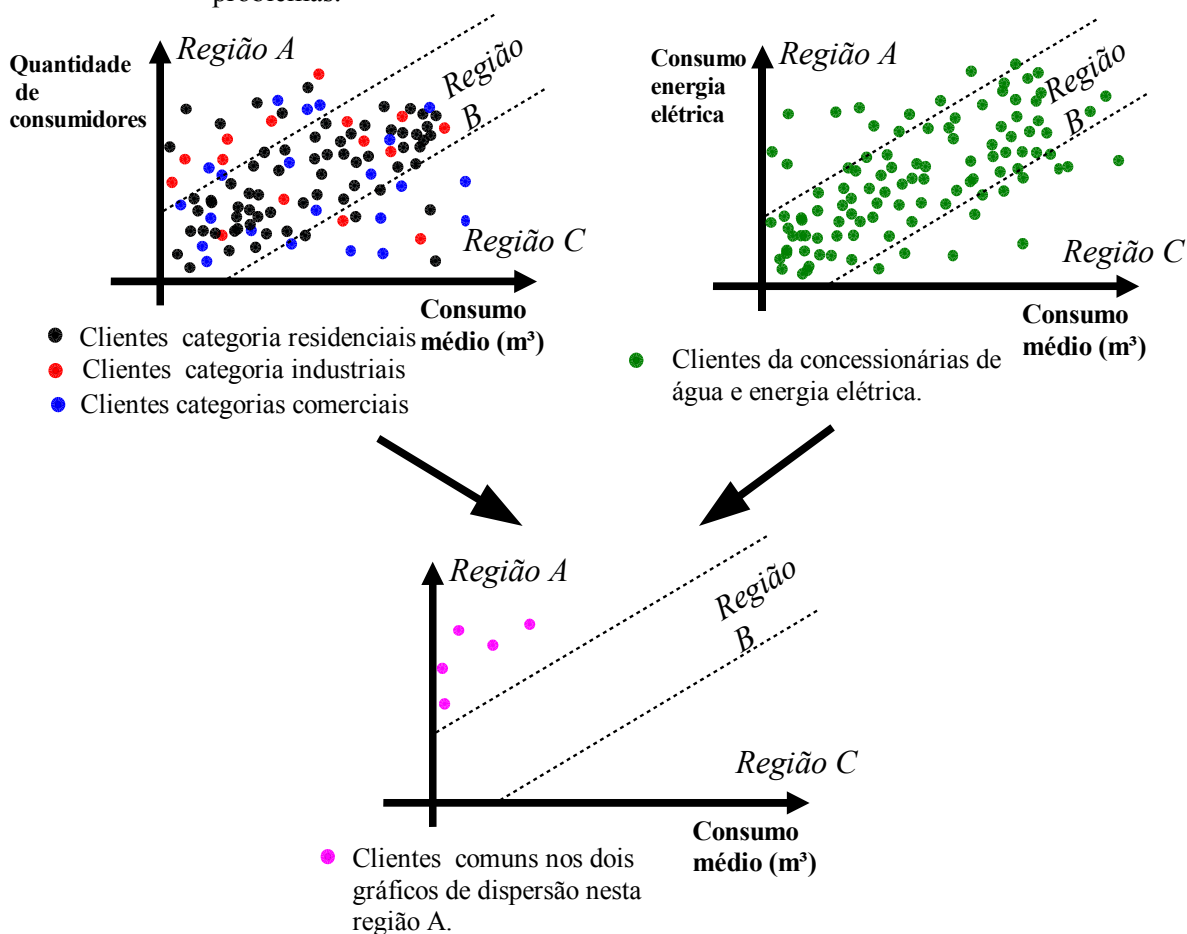 problemas.
Região A
Quantidade
de
consumidores
Região
B
Região C
Consumo
médio (m³)
Clientes categoria residenciais
Clientes categoria industriais
Clientes categorias comerciais
Região A
Consumo
energia
elétrica
Região
B
Região C
Consumo
médio (m³)
Clientes da concessionárias de
água e energia elétrica.
Região A
Região
B
Região C
Consumo
médio (m³)
Clientes comuns nos dois
gráficos de dispersão nesta
região A.